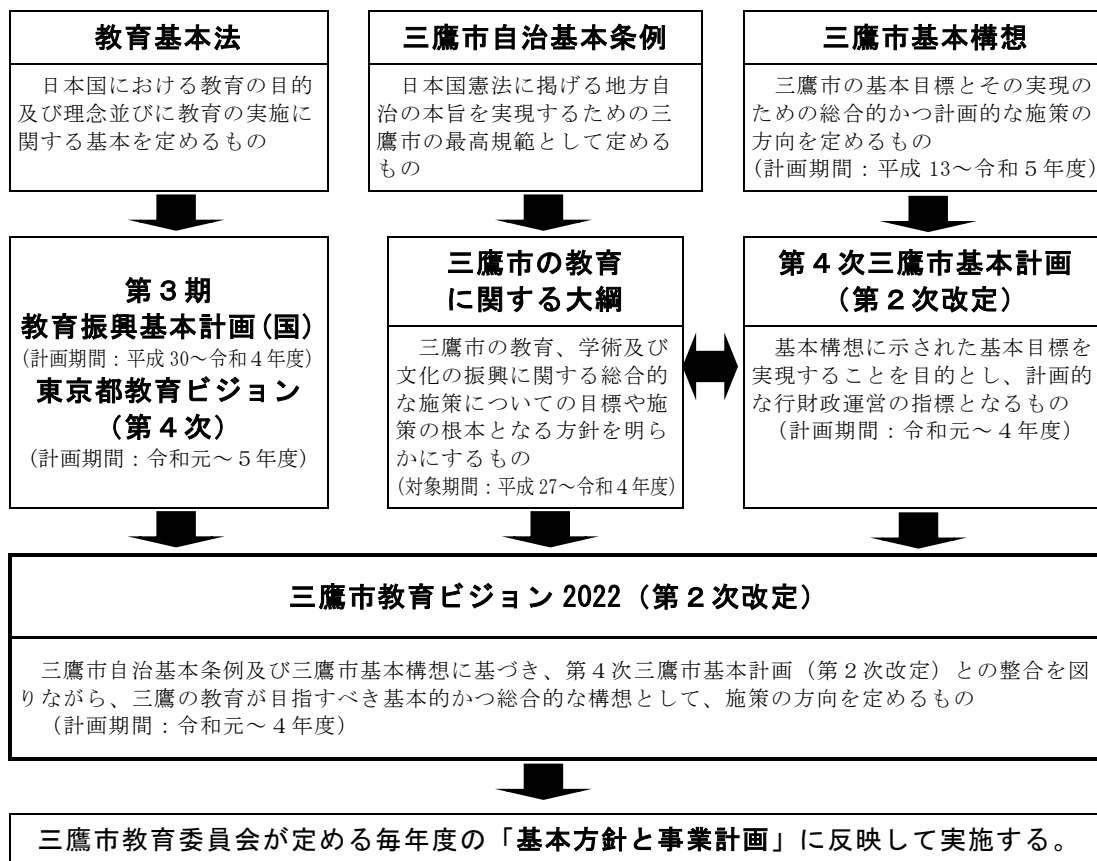 教育基本法
日本国における教育の目的
及び理念並びに教育の実施に
関する基本を定めるもの
三鷹市自治基本条例
日本国憲法に掲げる地方自
治の本旨を実現するための三
鷹市の最高規範として定める
もの
三鷹市基本構想
三鷹市の基本目標とその実現の
ための総合的かつ計画的な施策の
方向を定めるもの
(計画期間：平成 13～令和５年度)
第３期
教育振興基本計画(国)
(計画期間：平成 30～令和４年度)
東京都教育ビジョン
(第４次)
(計画期間：令和元～５年度)
三鷹市の教育
に関する大綱
三鷹市の教育、学術及び
文化の振興に関する総合的
な施策についての目標や施
策の根本となる方針を明ら
かにするもの
(対象期間：平成 27～令和４年度)
第４次三鷹市基本計画
(第２次改定)
基本構想に示された基本目標を
実現することを目的とし、計画的
な行財政運営の指標となるもの
(計画期間：令和元～４年度)
三鷹市教育ビジョン 2022（第２次改定）
三鷹市自治基本条例及び三鷹市基本構想に基づき、第４次三鷹市基本計画（第２次改定）との整合を図
りながら、三鷹の教育が目指すべき基本的かつ総合的な構想として、施策の方向を定めるもの
（計画期間：令和元～４年度）
三鷹市教育委員会が定める毎年度の「基本方針と事業計画」に反映して実施する。